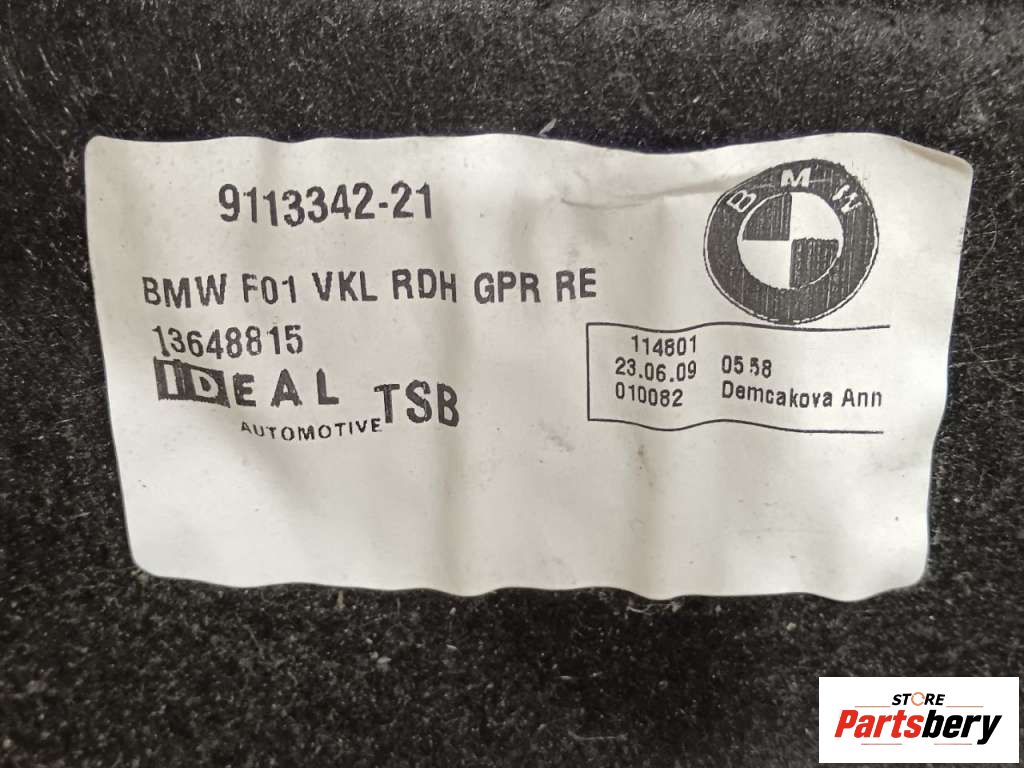 9113342-21
BMW
BMW F01 VKL RDH GPR RE
13648815
IDEAL TSB
AUTOMOTIVE
114801
23.06.09 05:58
010082 Demcakova Ann
STORE
Partsbery